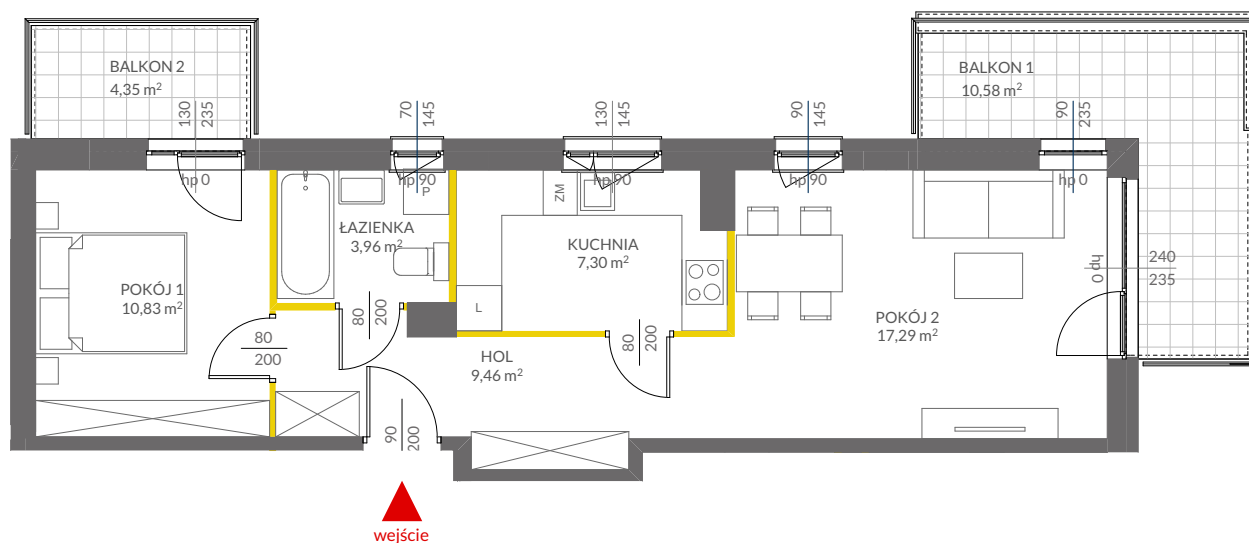 BALKON 2
4,35 m²
130
235
hp 0
70
145
hp 90
P
130
145
hp 90
ZM
90
145
hp 90
BALKON 1
10,58 m²
90
235
hp 0
240
235
hp 0
ŁAZIENKA
3,96 m²
KUCHNIA
7,30 m²
L
POKÓJ 1
10,83 m²
80
200
80
200
HOL
9,46 m²
80
200
POKÓJ 2
17,29 m²
90
200
wejście